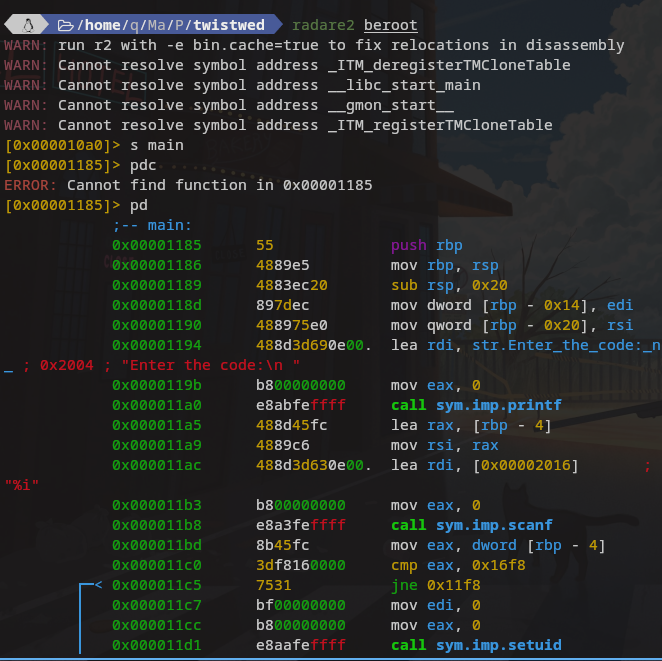 /home/q/Ma/P/twistwed radare2 beroot
WARN: run r2 with -e bin.cache=true to fix relocations in disassembly
WARN: Cannot resolve symbol address _ITM_deregisterTMCloneTable
WARN: Cannot resolve symbol address __libc_start_main
WARN: Cannot resolve symbol address __gmon_start__
WARN: Cannot resolve symbol address _ITM_registerTMCloneTable
[0x000010a0]> s main
[0x00001185]> pdc
ERROR: Cannot find function in 0x00001185
[0x00001185]> pd
;-- main:
0x00001185 55 push rbp
0x00001186 4889e5 mov rbp, rsp
0x00001189 4883ec20 sub rsp, 0x20
0x0000118d 897dec mov dword [rbp - 0x14], edi
0x00001190 488975e0 mov qword [rbp - 0x20], rsi
0x00001194 488d3d690e00. lea rdi, str.Enter_the_code:_n
_ ; 0x2004 ; "Enter the code:\n "
0x0000119b b800000000 mov eax, 0
0x000011a0 e8abfeffff call sym.imp.printf
0x000011a5 488d45fc lea rax, [rbp - 4]
0x000011a9 4889c6 mov rsi, rax
0x000011ac 488d3d630e00. lea rdi, [0x00002016] ;
"%i"
0x000011b3 b800000000 mov eax, 0
0x000011b8 e8a3feffff call sym.imp.scanf
0x000011bd 8b45fc mov eax, dword [rbp - 4]
0x000011c0 3df8160000 cmp eax, 0x16f8
< 0x000011c5 7531 jne 0x11f8
0x000011c7 bf00000000 mov edi, 0
0x000011cc b800000000 mov eax, 0
0x000011d1 e8aafeffff call sym.imp.setuid